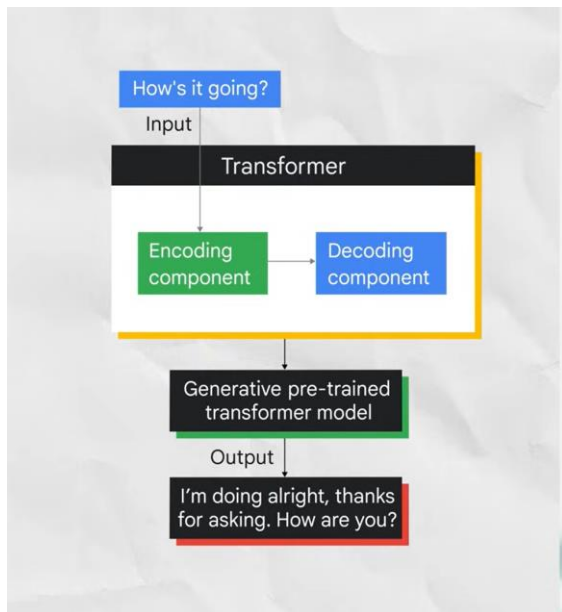 How's it going?
Input
Transformer
Encoding
component
Decoding
component
Generative pre-trained
transformer model
Output
I’m doing alright, thanks
for asking. How are you?